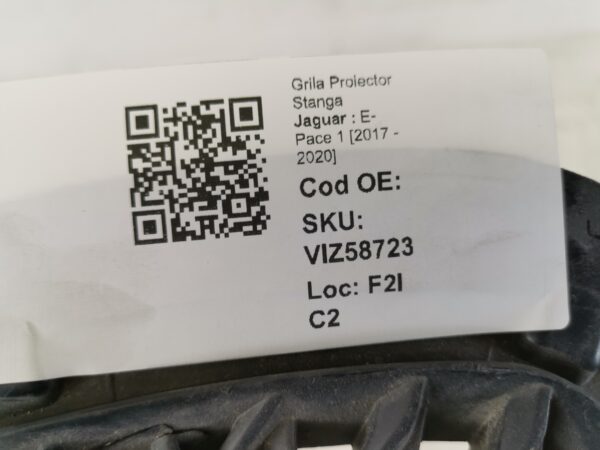 Grila Proiector
Stanga
Jaguar : E-
Pace 1 [2017 -
2020]
Cod OE:
SKU:
VIZ58723
Loc: F2I
C2